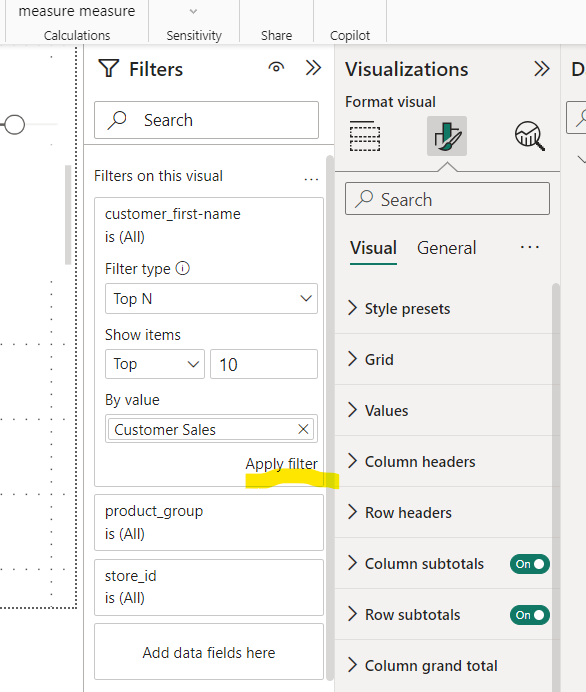 measure measure
Calculations
Sensitivity
Share
Copilot
Filters
Search
Filters on this visual
...
customer_first-name
is (All)
Filter type
Top N
Show items
Top
10
By value
Customer Sales
Apply filter
product_group
is (All)
store_id
is (All)
Add data fields here
Visualizations
Format visual
Search
Visual
General
...
Style presets
Grid
Values
Column headers
Row headers
Column subtotals
On
Row subtotals
On
Column grand total
D